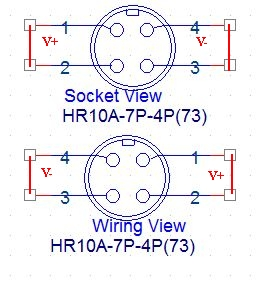 1 4
V+ V-
2 3
Socket View
HR10A-7P-4P(73)
4 1
V- V+
3 2
Wiring View
HR10A-7P-4P(73)